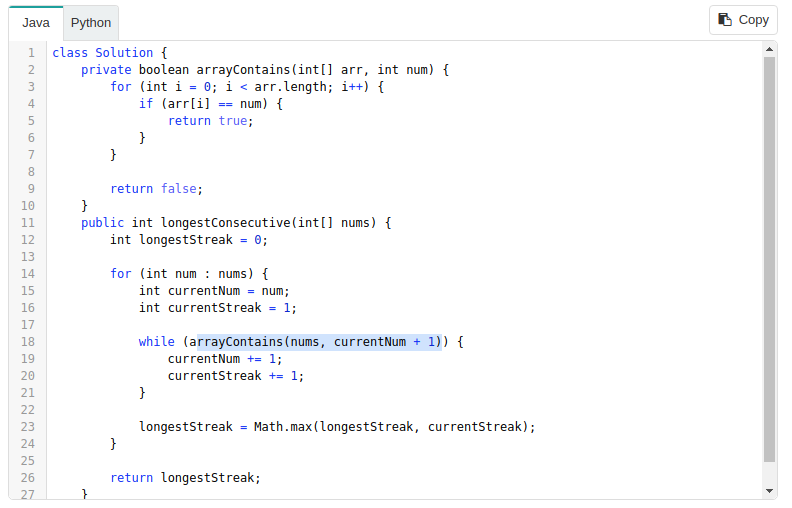 Java Python Copy
1 class Solution {
2     private boolean arrayContains(int[] arr, int num) {
3         for (int i = 0; i < arr.length; i++) {
4             if (arr[i] == num) {
5                 return true;
6             }
7         }
8
9         return false;
10     }
11     public int longestConsecutive(int[] nums) {
12         int longestStreak = 0;
13
14         for (int num : nums) {
15             int currentNum = num;
16             int currentStreak = 1;
17
18             while (arrayContains(nums, currentNum + 1)) {
19                 currentNum += 1;
20                 currentStreak += 1;
21             }
22
23             longestStreak = Math.max(longestStreak, currentStreak);
24         }
25
26         return longestStreak;
27     }